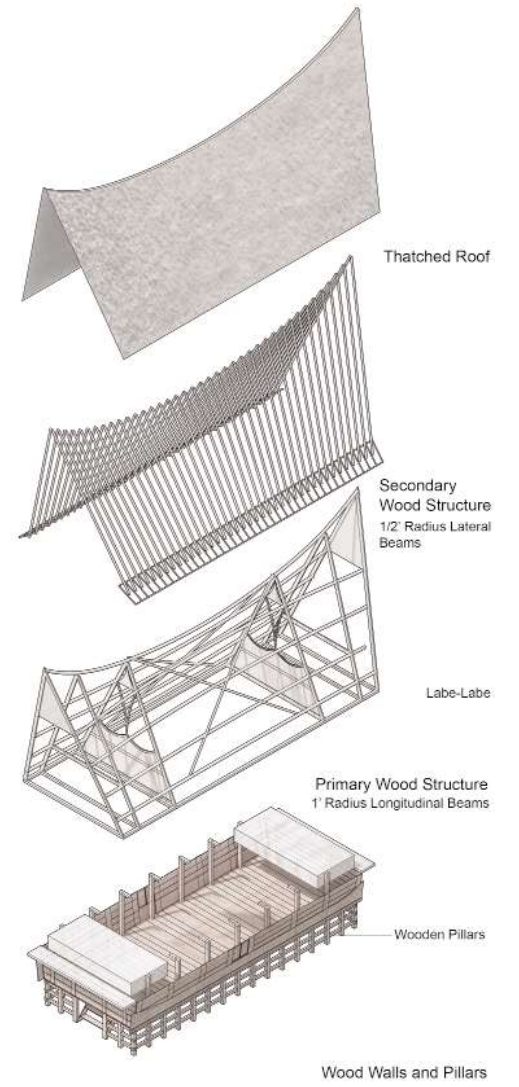 Thatched Roof
Secondary
Wood Structure
1/2' Radius Lateral
Beams
Labe-Labe
Primary Wood Structure
1' Radius Longitudinal Beams
Wooden Pillars
Wood Walls and Pillars